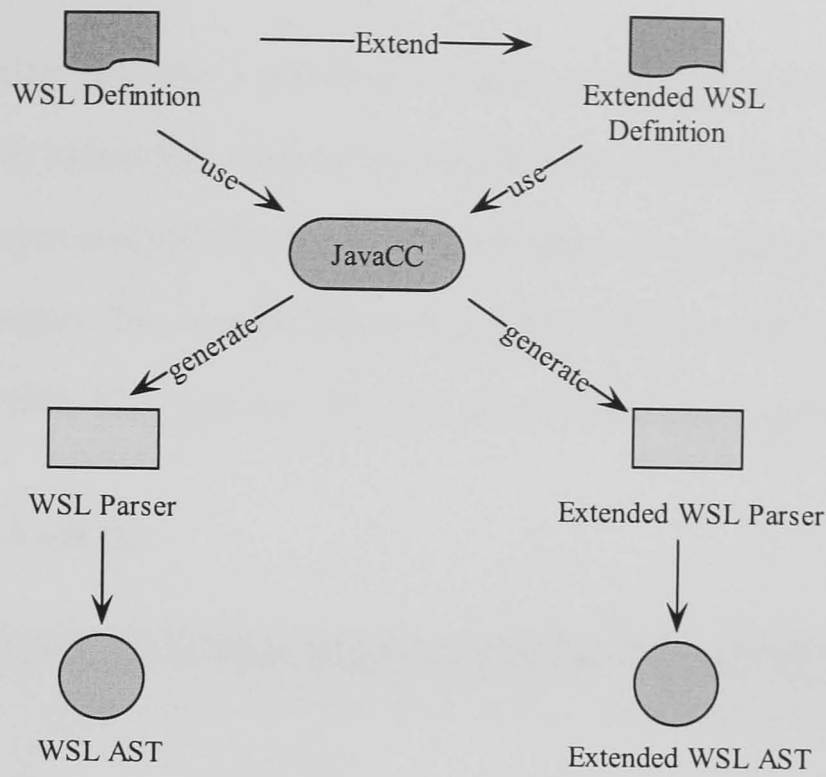 Extend
WSL Definition
Extended WSL
Definition
use
use
JavaCC
generate
generate
WSL Parser
Extended WSL Parser
WSL AST
Extended WSL AST